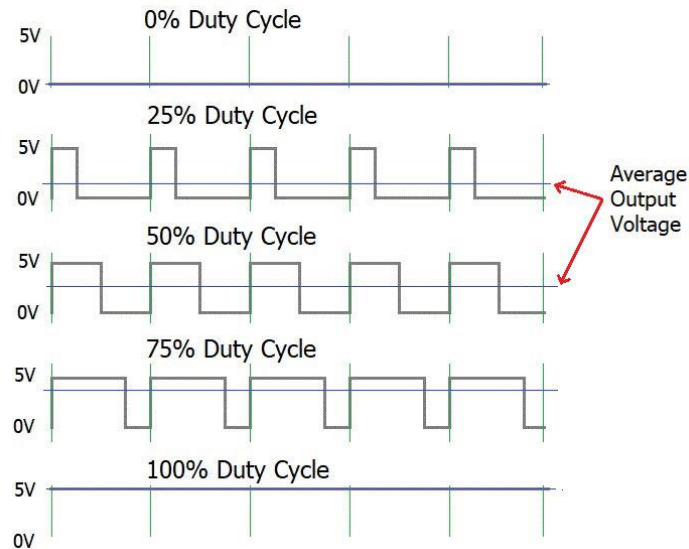 0% Duty Cycle
5V
0V
25% Duty Cycle
5V
0V
Average
Output
Voltage
50% Duty Cycle
5V
0V
75% Duty Cycle
5V
0V
100% Duty Cycle
5V
0V